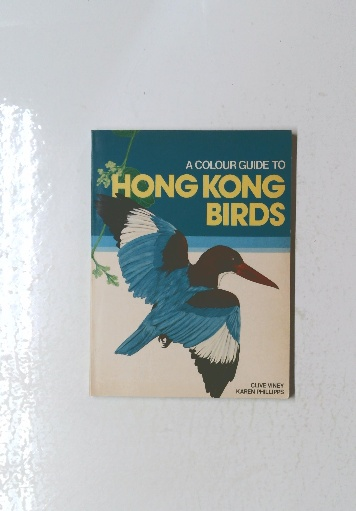 A COLOUR GUIDE TO
HONG KONG
BIRDS
CLIVE VINEY
KAREN PHILLIPPS